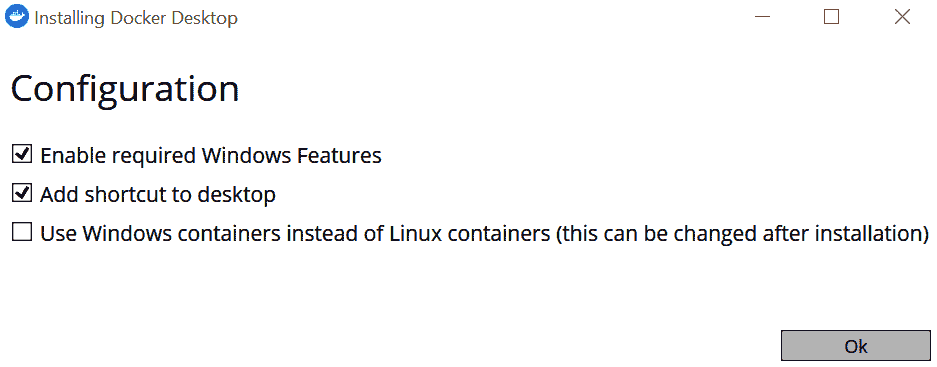 Installing Docker Desktop
Configuration
Enable required Windows Features
Add shortcut to desktop
Use Windows containers instead of Linux containers (this can be changed after installation)
Ok